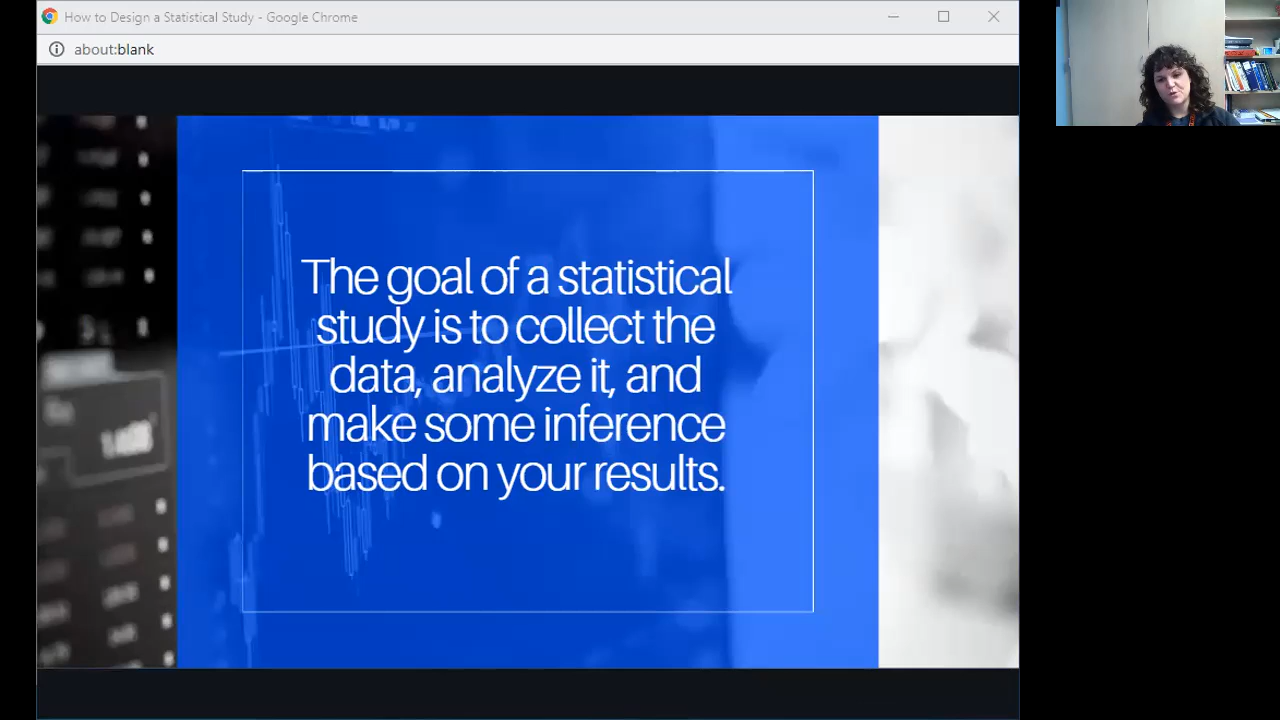 How to Design a Statistical Study - Google Chrome
about:blank
The goal of a statistical
study is to collect the
data, analyze it, and
make some inference
based on your results.